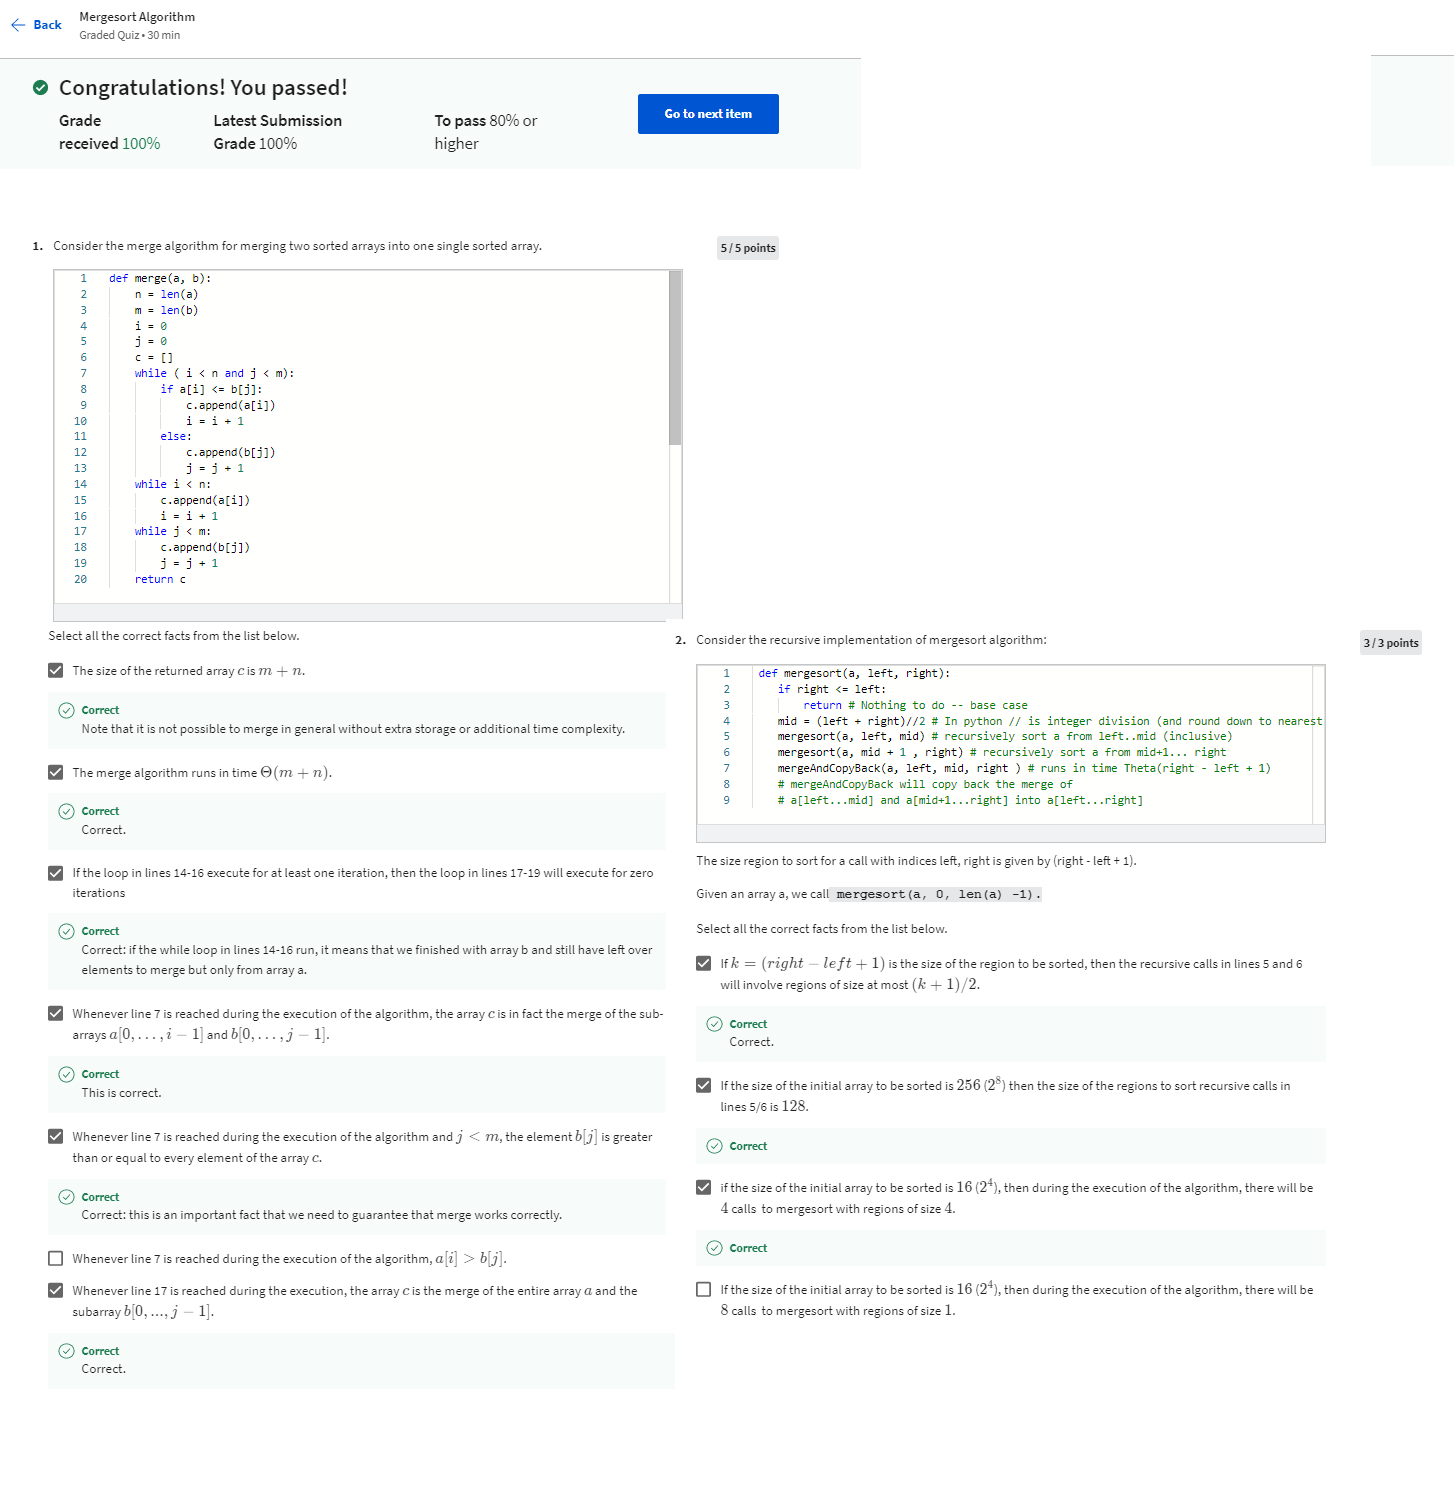 Back
Mergesort Algorithm
Graded Quiz • 30 min
Congratulations! You passed!
Grade
received 100%
Latest Submission
Grade 100%
To pass 80% or
higher
Go to next item
1. Consider the merge algorithm for merging two sorted arrays into one single sorted array.
5 / 5 points
1 def merge(a, b):
2     n = len(a)
3     m = len(b)
4     i = 0
5     j = 0
6     c = []
7     while ( i < n and j < m):
8         if a[i] <= b[j]:
9             c.append(a[i])
10             i = i + 1
11         else:
12             c.append(b[j])
13             j = j + 1
14     while i < n:
15         c.append(a[i])
16         i = i + 1
17     while j < m:
18         c.append(b[j])
19         j = j + 1
20     return c
Select all the correct facts from the list below.
The size of the returned array c is m + n.
Correct
Note that it is not possible to merge in general without extra storage or additional time complexity.
The merge algorithm runs in time Θ(m + n).
Correct
Correct.
If the loop in lines 14-16 execute for at least one iteration, then the loop in lines 17-19 will execute for zero
iterations
Correct
Correct: if the while loop in lines 14-16 run, it means that we finished with array b and still have left over
elements to merge but only from array a.
Whenever line 7 is reached during the execution of the algorithm, the array c is in fact the merge of the sub-
arrays a[0, . . . , i − 1] and b[0, . . . , j − 1].
Correct
This is correct.
Whenever line 7 is reached during the execution of the algorithm and j < m, the element b[j] is greater
than or equal to every element of the array c.
Correct
Correct: this is an important fact that we need to guarantee that merge works correctly.
Whenever line 7 is reached during the execution of the algorithm, a[i] > b[j].
Whenever line 17 is reached during the execution, the array c is the merge of the entire array a and the
subarray b[0, ..., j − 1].
Correct
Correct.
2. Consider the recursive implementation of mergesort algorithm:
3 / 3 points
1 def mergesort(a, left, right):
2    if right <= left:
3        return # Nothing to do -- base case
4    mid = (left + right)//2 # In python // is integer division (and round down to nearest
5    mergesort(a, left, mid) # recursively sort a from left..mid (inclusive)
6    mergesort(a, mid + 1 , right) # recursively sort a from mid+1... right
7    mergeAndCopyBack(a, left, mid, right ) # runs in time Theta(right - left + 1)
8    # mergeAndCopyBack will copy back the merge of
9    # a[left...mid] and a[mid+1...right] into a[left...right]
The size region to sort for a call with indices left, right is given by (right - left + 1).
Given an array a, we call mergesort(a, 0, len(a) -1).
Select all the correct facts from the list below.
If k = (right − left + 1) is the size of the region to be sorted, then the recursive calls in lines 5 and 6
will involve regions of size at most (k + 1)/2.
Correct
Correct.
If the size of the initial array to be sorted is 256 (2⁸) then the size of the regions to sort recursive calls in
lines 5/6 is 128.
Correct
if the size of the initial array to be sorted is 16 (2⁴), then during the execution of the algorithm, there will be
4 calls to mergesort with regions of size 4.
Correct
If the size of the initial array to be sorted is 16 (2⁴), then during the execution of the algorithm, there will be
8 calls to mergesort with regions of size 1.